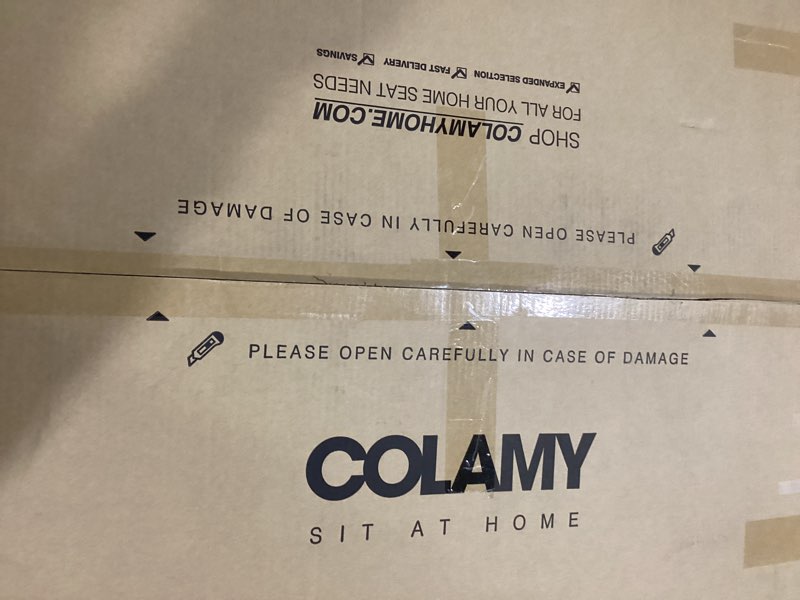 SHOP COLAMYHOME.COM
FOR ALL YOUR HOME SEAT NEEDS
EXPANDED SELECTION FAST DELIVERY SAVINGS
PLEASE OPEN CAREFULLY IN CASE OF DAMAGE
PLEASE OPEN CAREFULLY IN CASE OF DAMAGE
COLAMY
SIT AT HOME